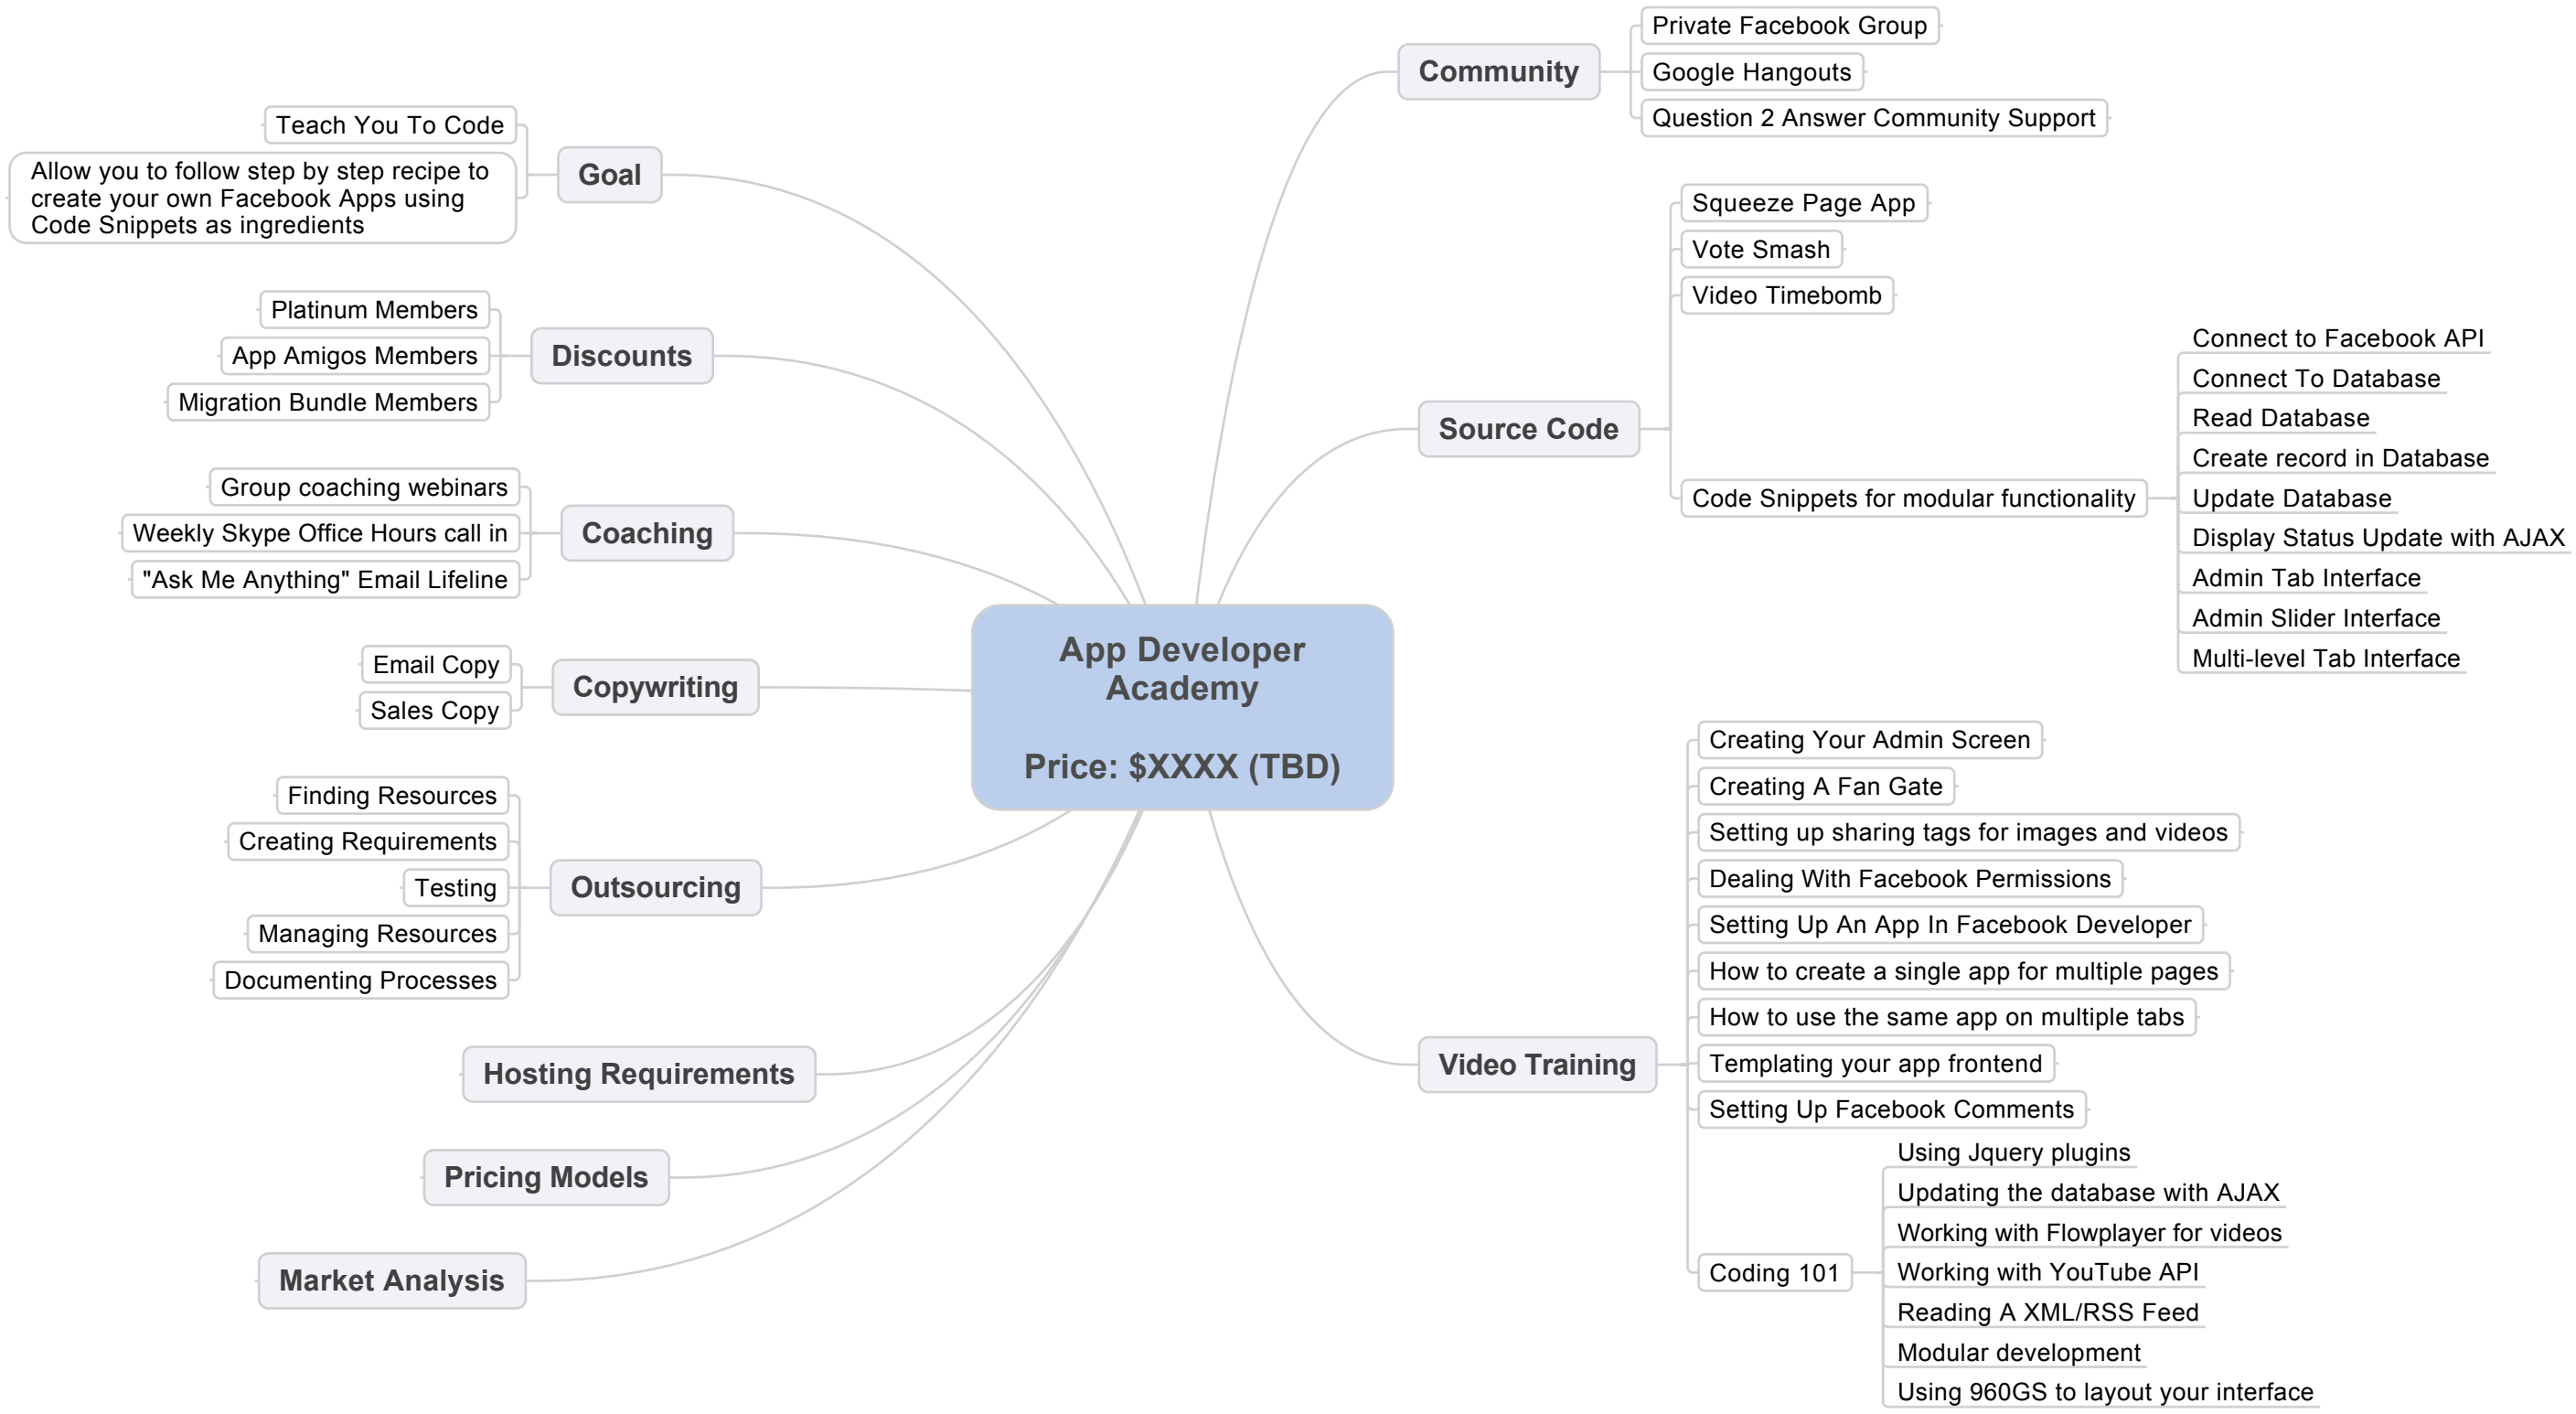 App Developer
Academy
Price: $XXXX (TBD)
Community
Private Facebook Group
Google Hangouts
Question 2 Answer Community Support
Source Code
Squeeze Page App
Vote Smash
Video Timebomb
Code Snippets for modular functionality
Connect to Facebook API
Connect To Database
Read Database
Create record in Database
Update Database
Display Status Update with AJAX
Admin Tab Interface
Admin Slider Interface
Multi-level Tab Interface
Video Training
Creating Your Admin Screen
Creating A Fan Gate
Setting up sharing tags for images and videos
Dealing With Facebook Permissions
Setting Up An App In Facebook Developer
How to create a single app for multiple pages
How to use the same app on multiple tabs
Templating your app frontend
Setting Up Facebook Comments
Coding 101
Using Jquery plugins
Updating the database with AJAX
Working with Flowplayer for videos
Working with YouTube API
Reading A XML/RSS Feed
Modular development
Using 960GS to layout your interface
Goal
Teach You To Code
Allow you to follow step by step recipe to
create your own Facebook Apps using
Code Snippets as ingredients
Discounts
Platinum Members
App Amigos Members
Migration Bundle Members
Coaching
Group coaching webinars
Weekly Skype Office Hours call in
"Ask Me Anything" Email Lifeline
Copywriting
Email Copy
Sales Copy
Outsourcing
Finding Resources
Creating Requirements
Testing
Managing Resources
Documenting Processes
Hosting Requirements
Pricing Models
Market Analysis